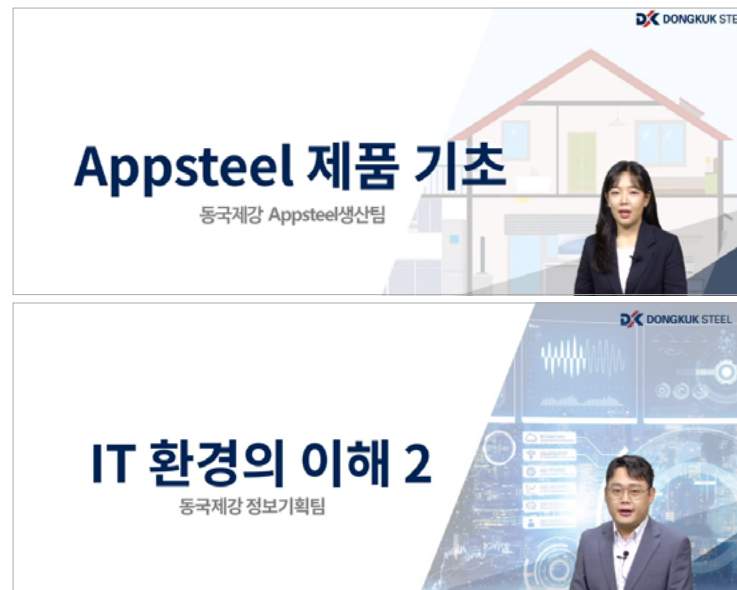 DONGKUK STE
Appsteel 제품 기초
동국제강 Appsteel생산팀
DONGKUK STEEL
IT 환경의 이해 2
동국제강 정보기획팀